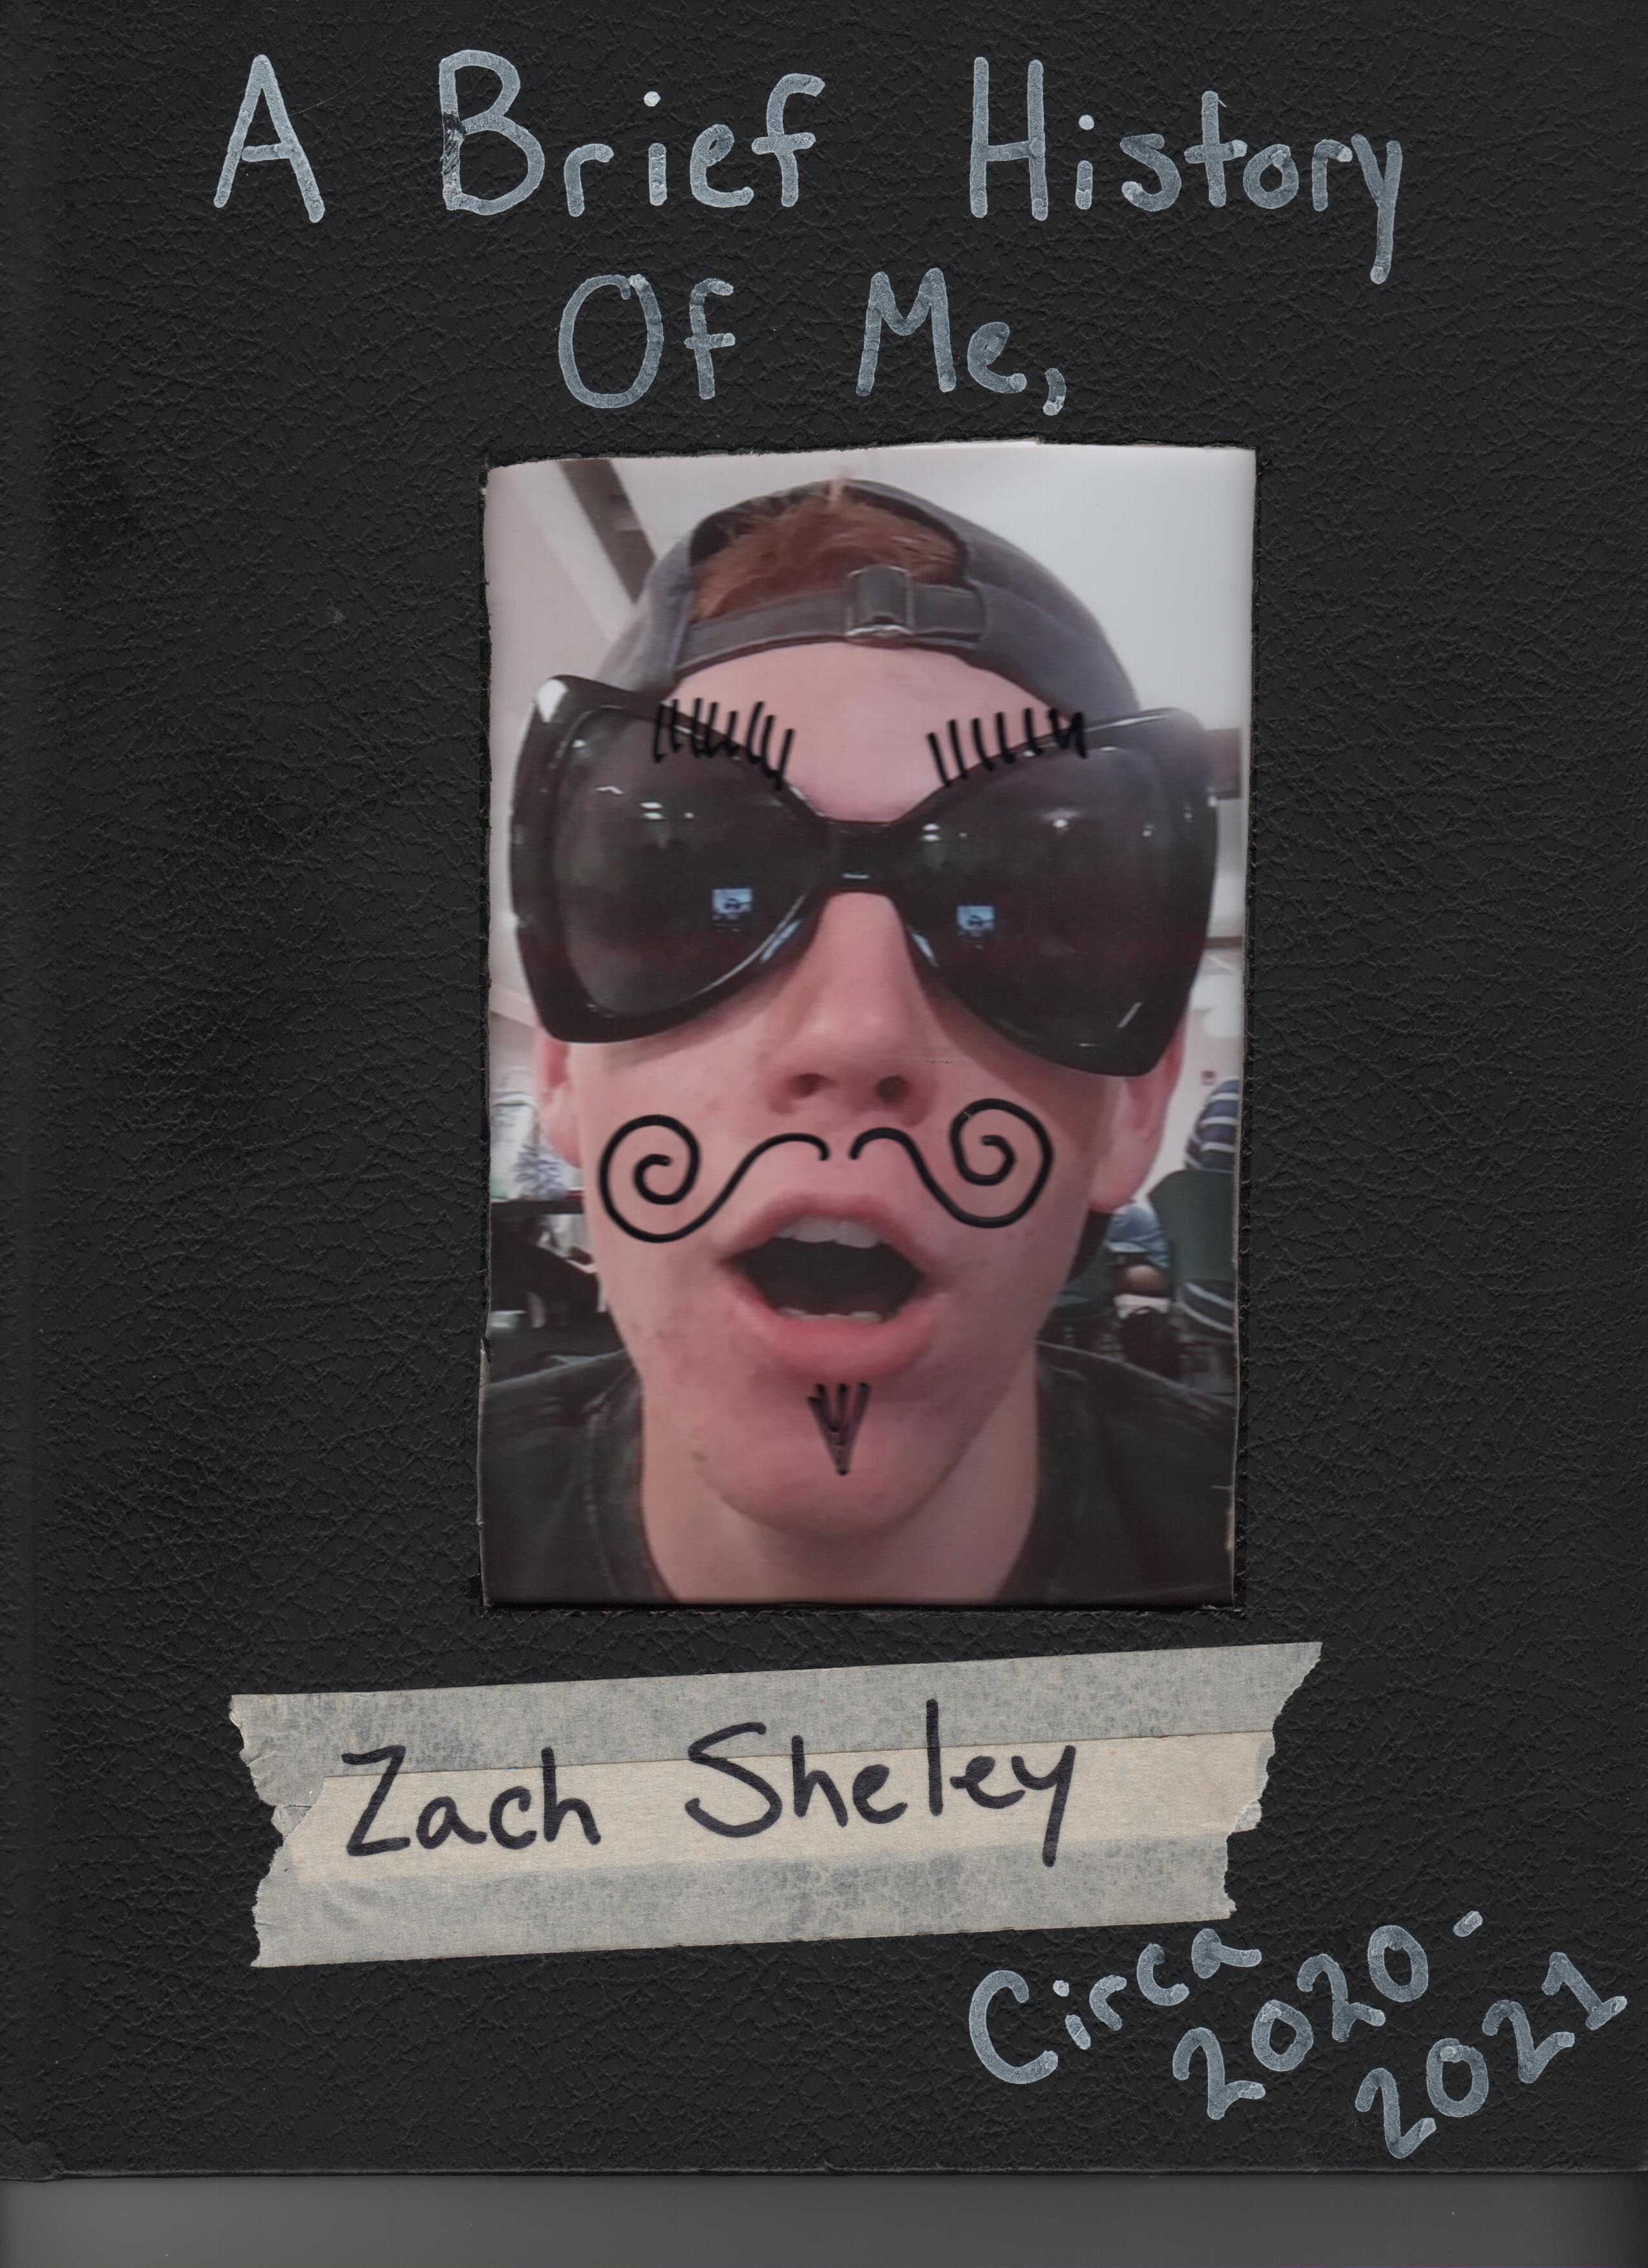 A Brief History
Of Me,
Zach Sheley
Circa
2020-
2021